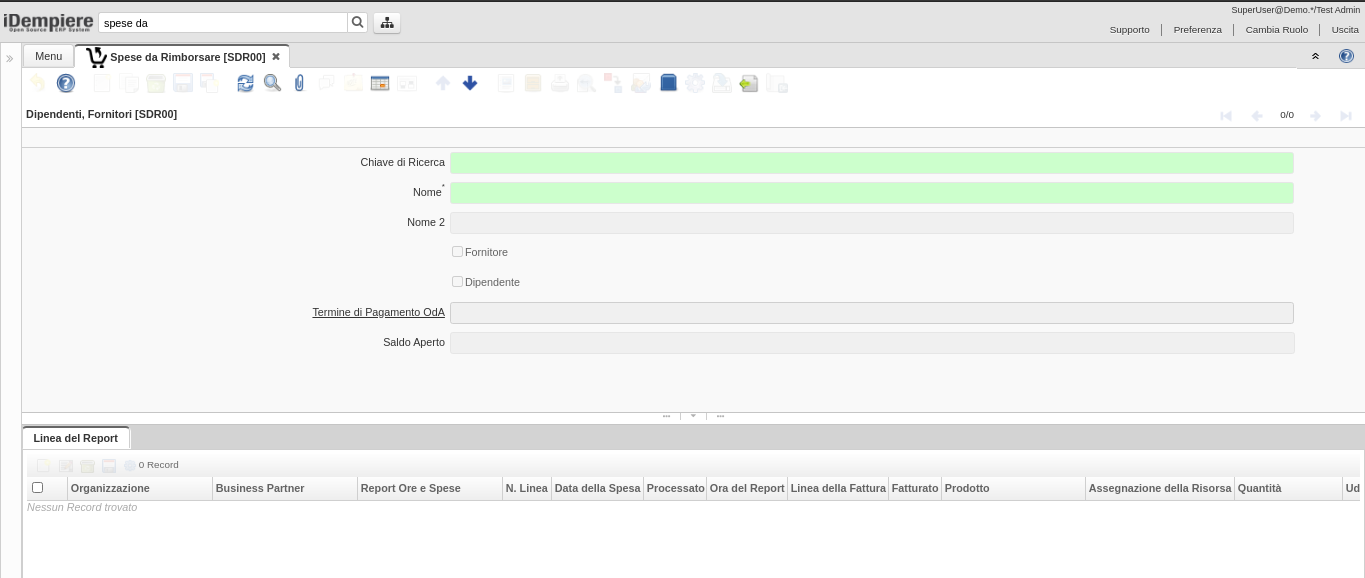 SuperUser@Demo.*/Test Admin
iDempiere
Open Source ERP System
spese da
Supporto
Preferenza
Cambia Ruolo
Uscita
Menu
Spese da Rimborsare [SDR00]
Dipendenti, Fornitori [SDR00]
0/0
Chiave di Ricerca
Nome*
Nome 2
Fornitore
Dipendente
Termine di Pagamento OdA
Saldo Aperto
Linea del Report
0 Record
Organizzazione Business Partner Report Ore e Spese N. Linea Data della Spesa Processato Ora del Report Linea della Fattura Fatturato Prodotto Assegnazione della Risorsa Quantità Ud
Nessun Record trovato